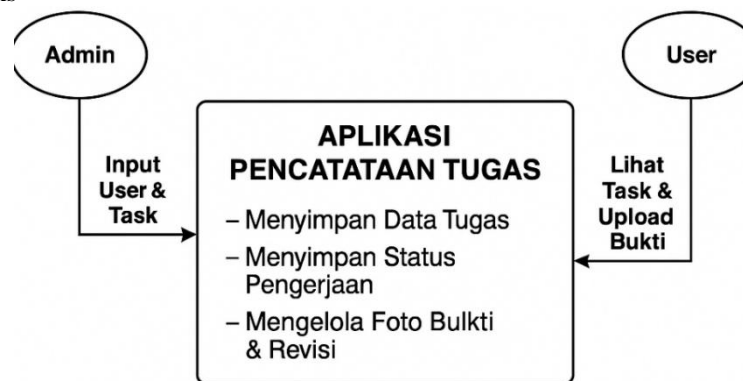 Admin
User
APLIKASI
PENCATATAAN TUGAS
Input
User &
Task
Lihat
Task &
Upload
Bukti
– Menyimpan Data Tugas
– Menyimpan Status
Pengerjaan
– Mengelola Foto Bulkti
& Revisi